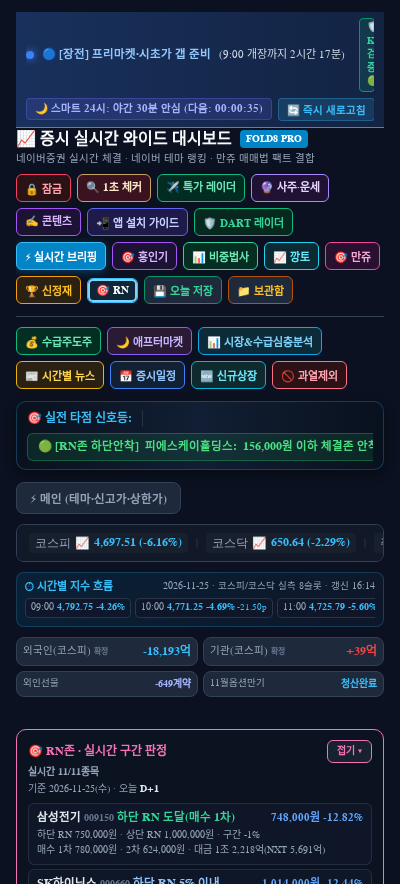 🔵 [장전] 프리마켓·시초가 갭 준비 (9:00 개장까지 2시간 17분)
🌙 스마트 24시: 야간 30분 안심 (다음: 00:00:35) 🔄 즉시 새로고침
📈 증시 실시간 와이드 대시보드 FOLD8 PRO
네이버증권 실시간 체결 · 네이버 테마 랭킹 · 만쥬 매매법 팩트 결합
🔒 잠금 🔍 1초 체커 ✈️ 특가 레이더 🔮 사주 운세
✍️ 콘텐츠 📲 앱 설치 가이드 🛡️ DART 레이더
⚡ 실시간 브리핑 🎯 홍인기 📊 비중법사 📈 깡토 🎯 만쥬
🏆 신정재 🎯 RN 💾 오늘 저장 📁 보관함
💰 수급주도주 🌙 애프터마켓 📊 시장&수급심층분석
📰 시간별 뉴스 📅 증시일정 🆕 신규상장 🚫 과열제외
🎯 실전 타점 신호등:
🟢 [RN존 하단안착] 피에스케이홀딩스: 156,000원 이하 체결존 안착
⚡ 메인 (테마·신고가·상한가)
코스피 📈 4,697.51 (-6.16%) | 코스닥 📈 650.64 (-2.29%)
⏱ 시간별 지수 흐름 2026-11-25 · 코스피/코스닥 실측 8슬롯 · 갱신 16:14
09:00 4,792.75 -4.26% 10:00 4,771.25 -4.69% -21.50p 11:00 4,725.79 -5.60%
외국인(코스피) 확정 -18,193억 기관(코스피) 확정 +39억
외인선물 -649계약 11월옵션만기 청산완료
🎯 RN존 · 실시간 구간 판정 접기 ▾
실시간 11/11종목
기준 2026-11-25(수) · 오늘 D+1
삼성전기 009150 하단 RN 도달(매수 1차) 748,000원 -12.82%
하단 RN 750,000원 · 상단 RN 1,000,000원 · 구간 -1%
매수 1차 780,000원 · 2차 624,000원 · 대금 1조 2,218억(NXT 5,691억)
SK하이닉스 000660 하단 RN 5% 이내 1,014,000원 -12.44%